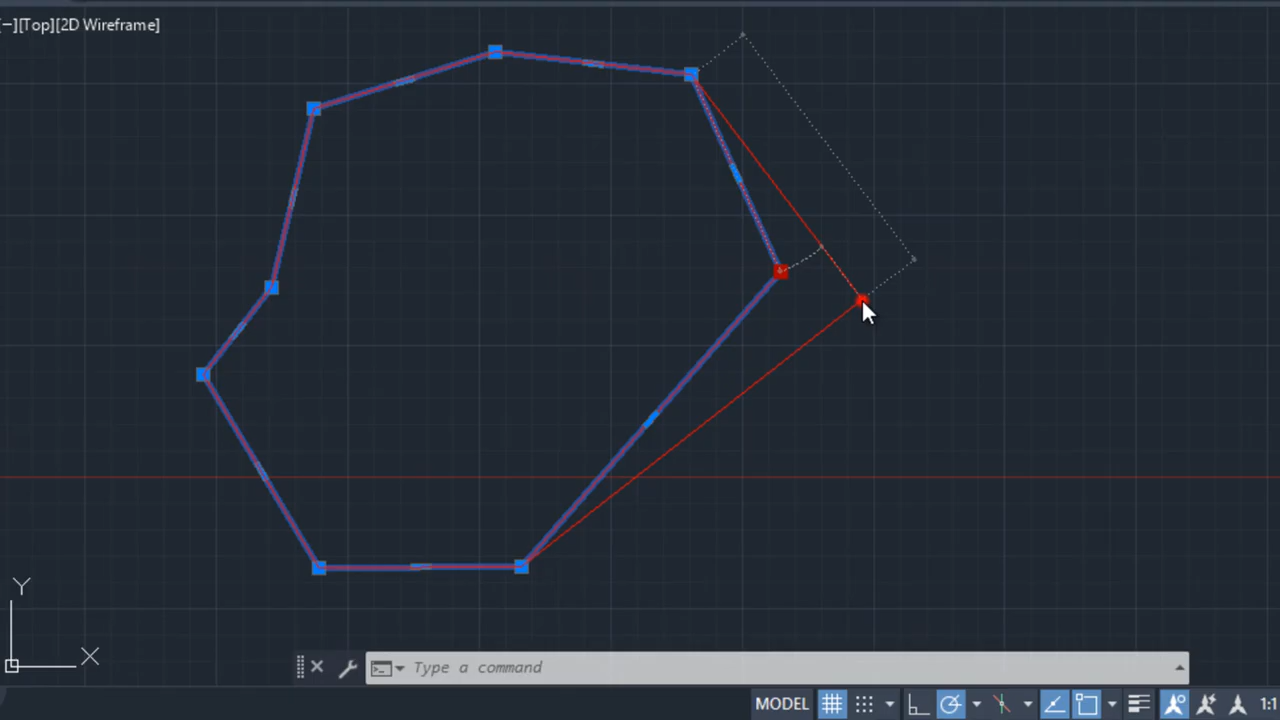 [−][Top][2D Wireframe]
Y
X
Type a command
MODEL
1:1